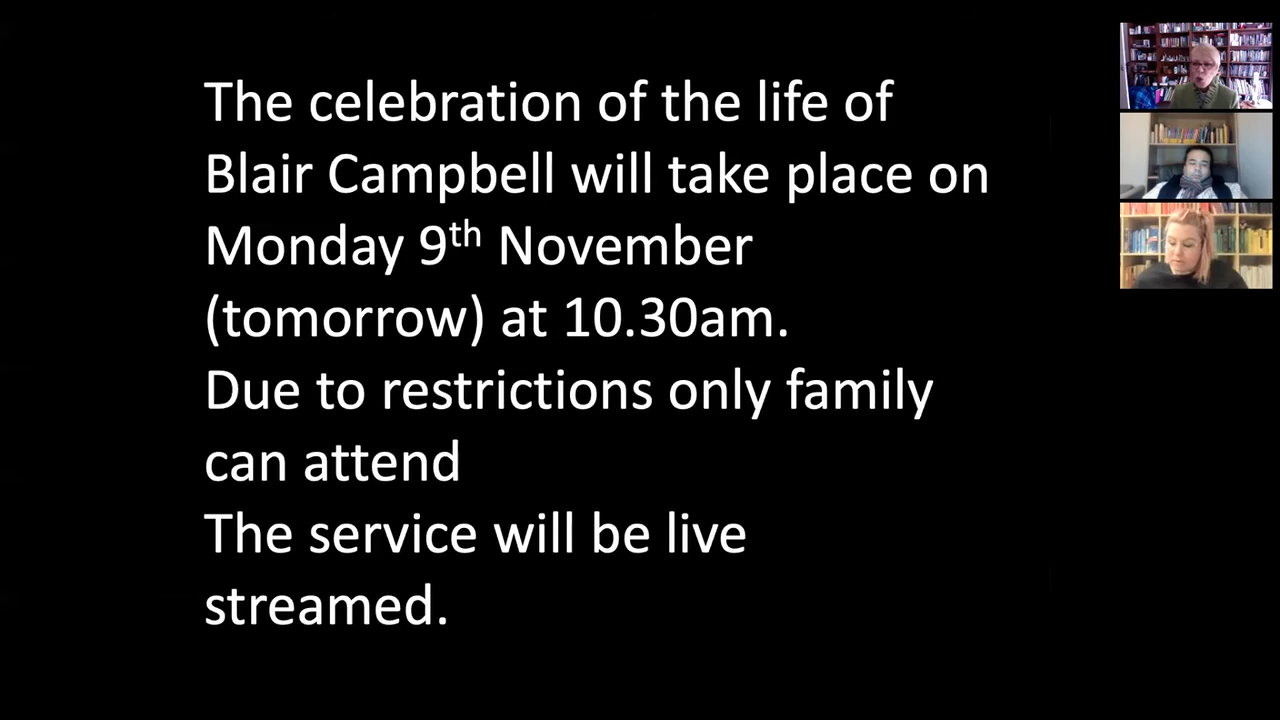 The celebration of the life of
Blair Campbell will take place on
Monday 9th November
(tomorrow) at 10.30am.
Due to restrictions only family
can attend
The service will be live
streamed.